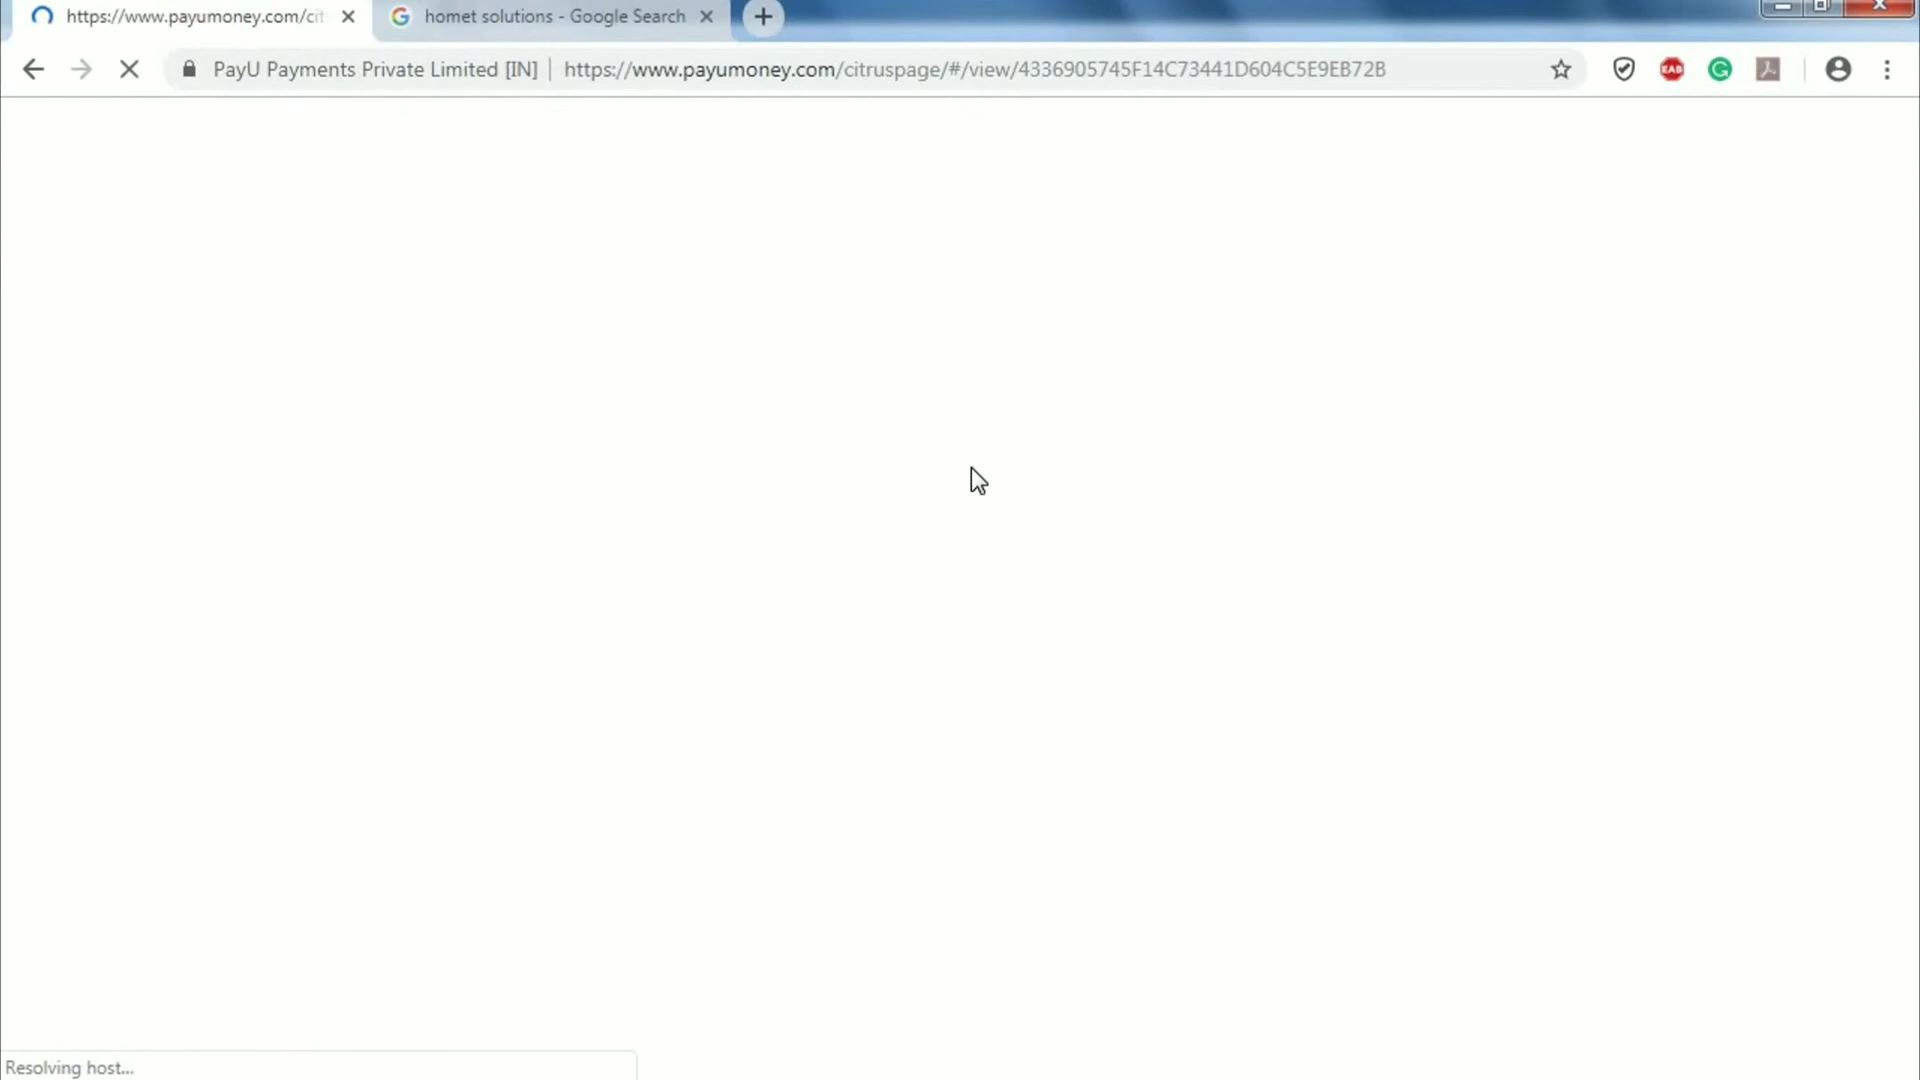 https://www.payumoney.com/cit
homet solutions - Google Search
PayU Payments Private Limited [IN] | https://www.payumoney.com/citruspage/#/view/4336905745F14C73441D604C5E9EB72B
EAB
Resolving host...